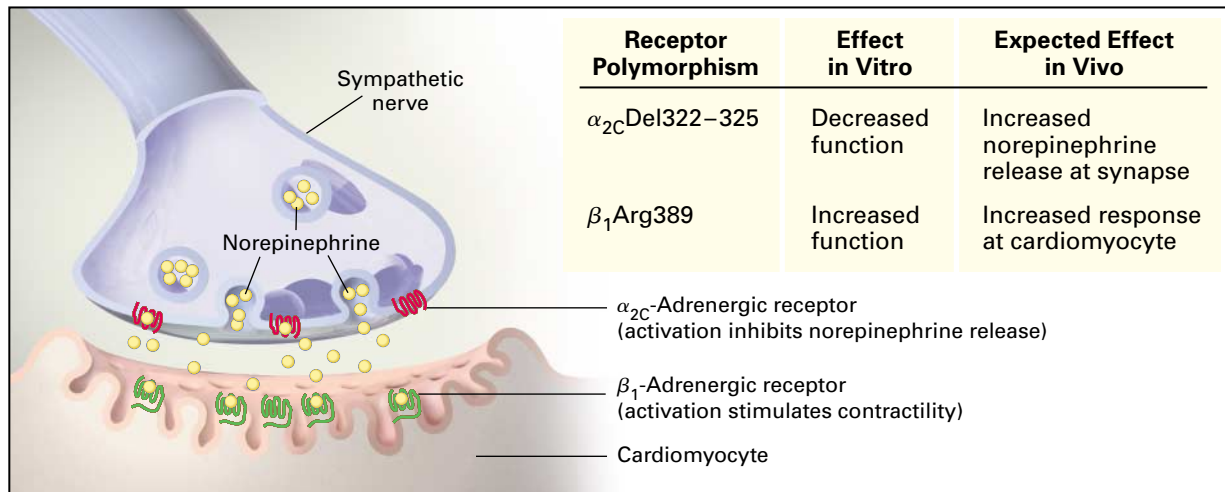 Receptor Polymorphism Effect in Vitro Expected Effect in Vivo
α2CDel322–325 Decreased function Increased norepinephrine release at synapse
β1Arg389 Increased function Increased response at cardiomyocyte
Sympathetic
nerve
Norepinephrine
α2C-Adrenergic receptor
(activation inhibits norepinephrine release)
β1-Adrenergic receptor
(activation stimulates contractility)
Cardiomyocyte